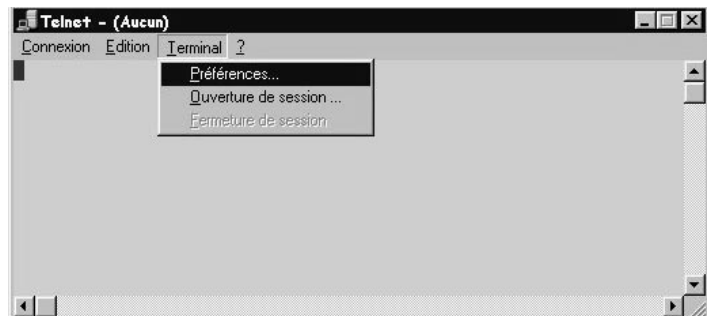 Telnet - (Aucun)
Connexion Edition Terminal ?
Préférences...
Ouverture de session ...
Fermeture de session